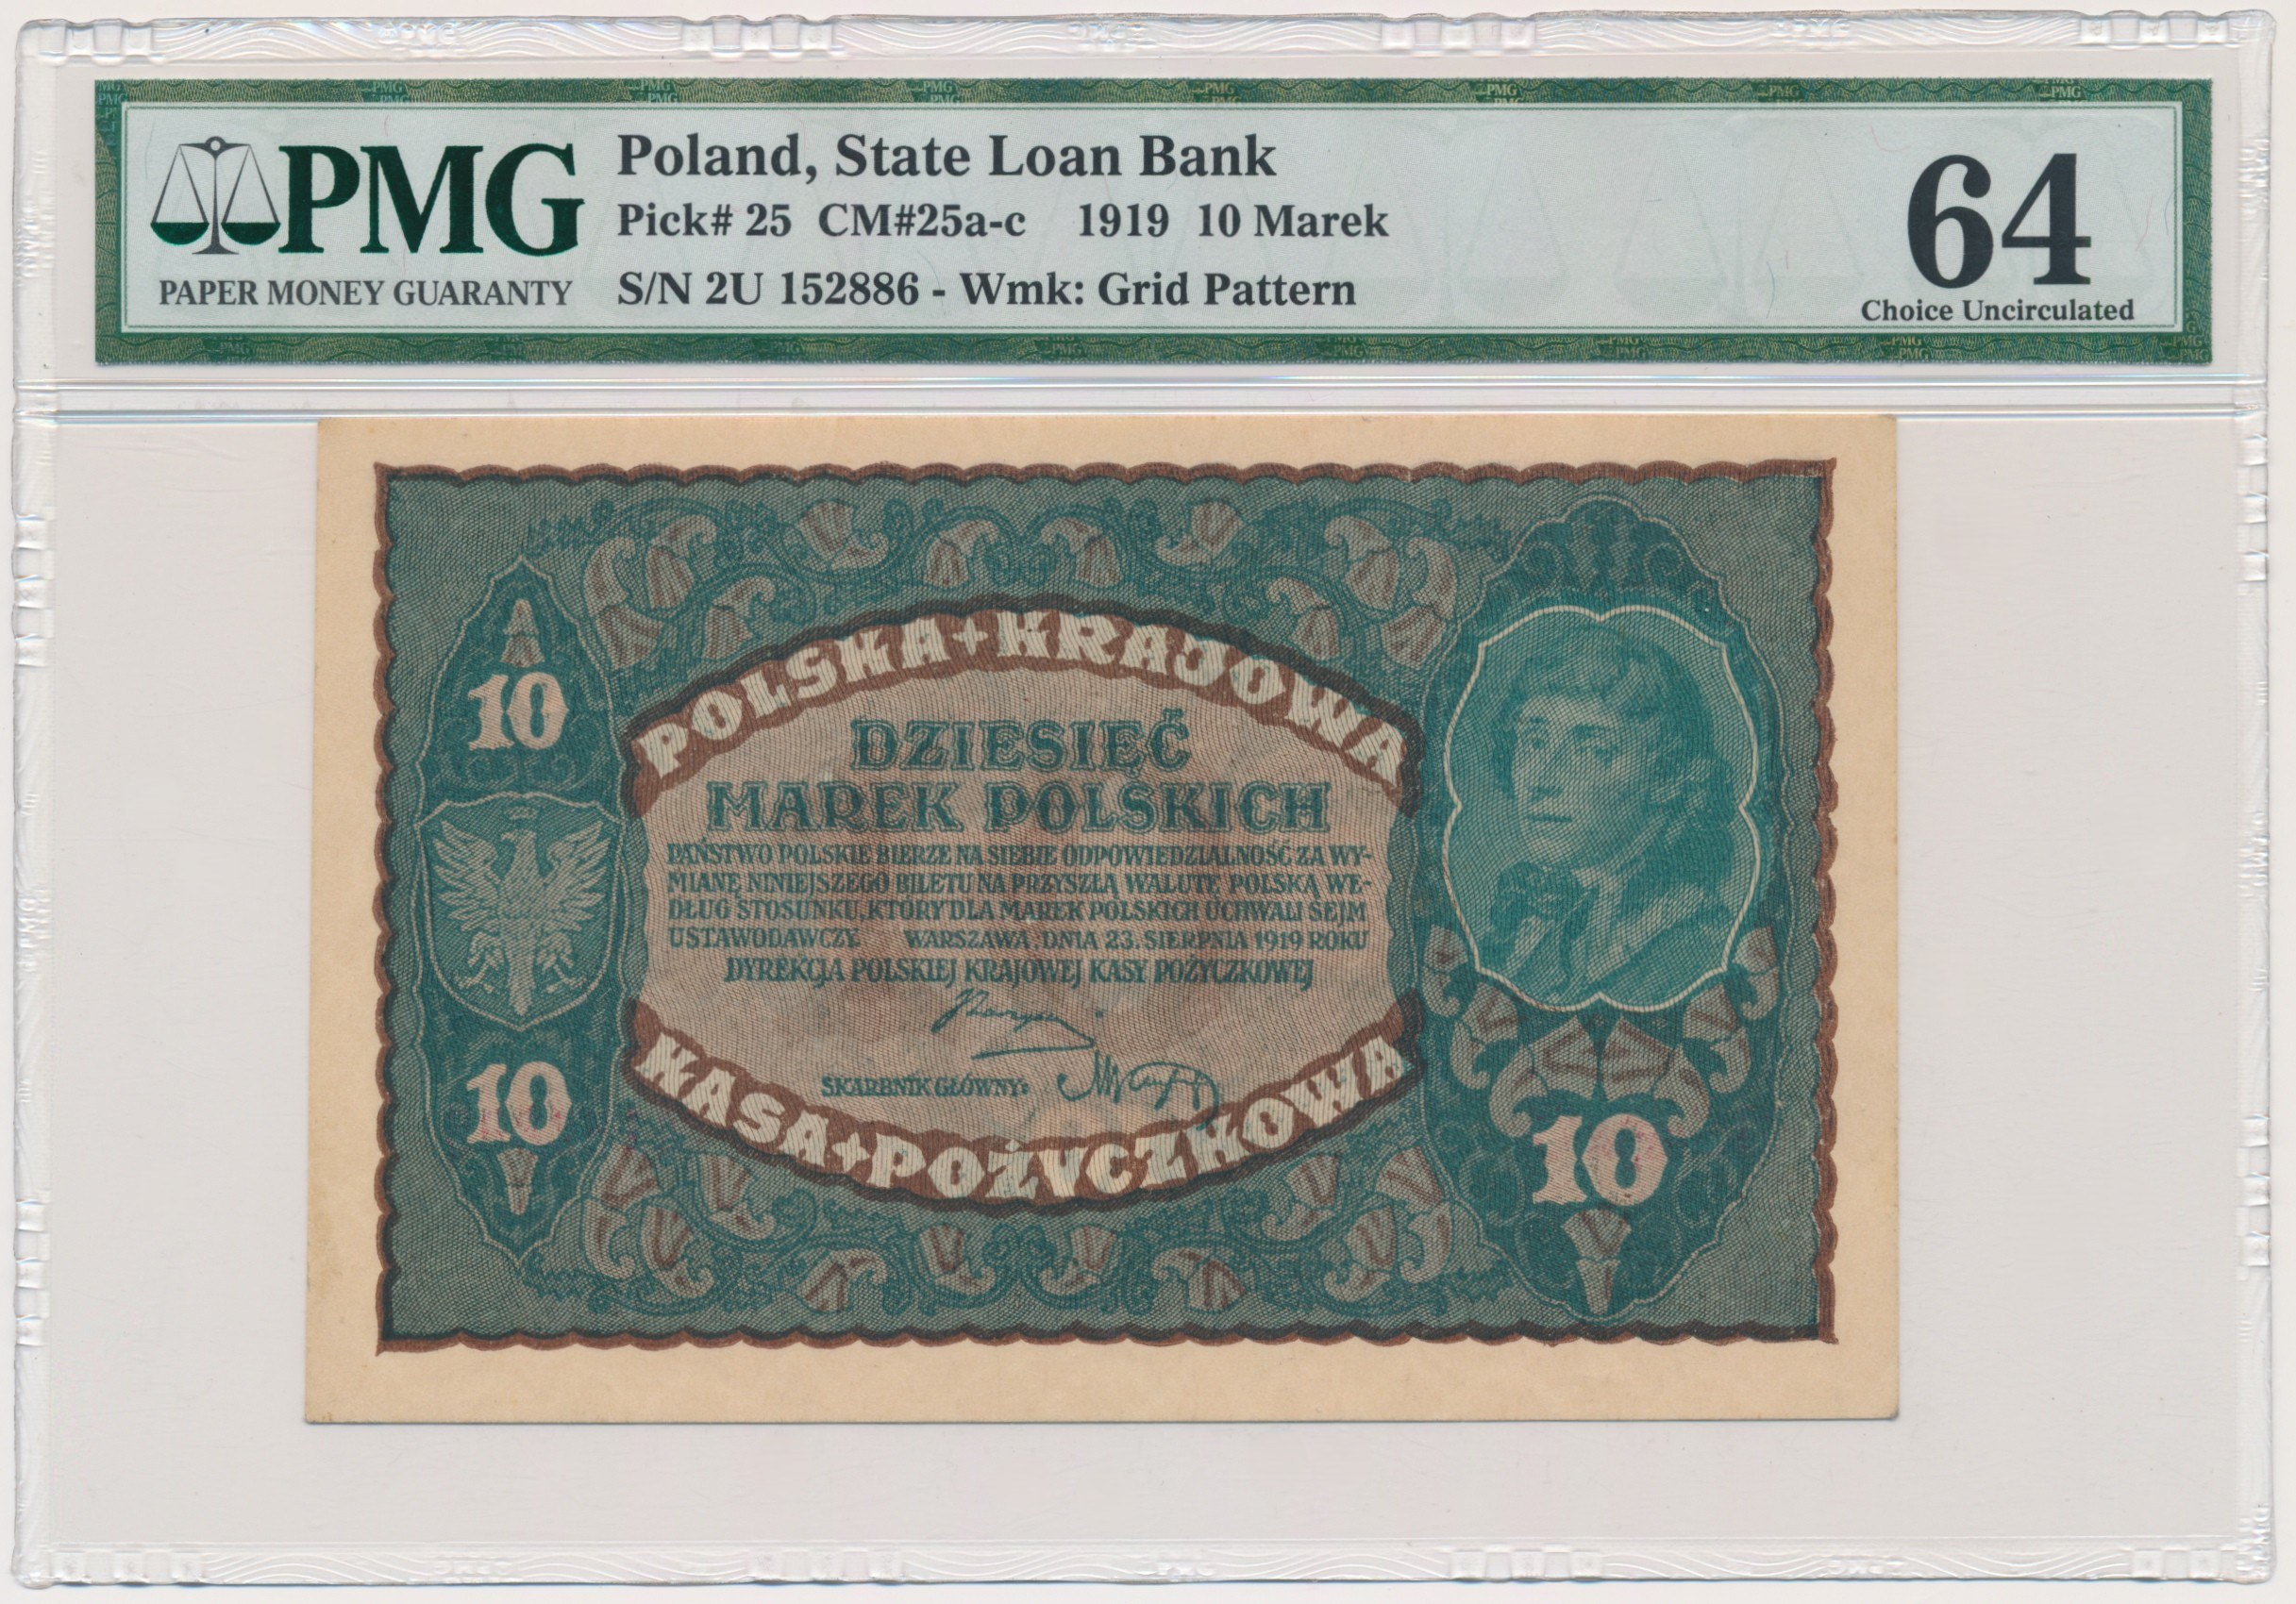 PMG
PAPER MONEY GUARANTY
Poland, State Loan Bank
Pick# 25 CM#25a-c 1919 10 Marek
S/N 2U 152886 - Wmk: Grid Pattern
64
Choice Uncirculated
POLSKA+KRAJOWA
10
DZIESIĘĆ
MAREK POLSKICH
PAŃSTWO POLSKIE BIERZE NA SIEBIE ODPOWIEDZIALNOŚĆ ZA WY-
MIANĘ NINIEJSZEGO BILETU NA PRZYSZŁĄ WALUTĘ POLSKĄ WE-
DŁUG STOSUNKU, KTÓRY DLA MAREK POLSKICH UCHWALI SEJM
USTAWODAWCZY. WARSZAWA, DNIA 23. SIERPNIA 1919 ROKU
DYREKCJA POLSKIEJ KRAJOWEJ KASY POŻYCZKOWEJ
SKARBNIK GŁÓWNY:
10
KASA+POŻYCZKOWA
10